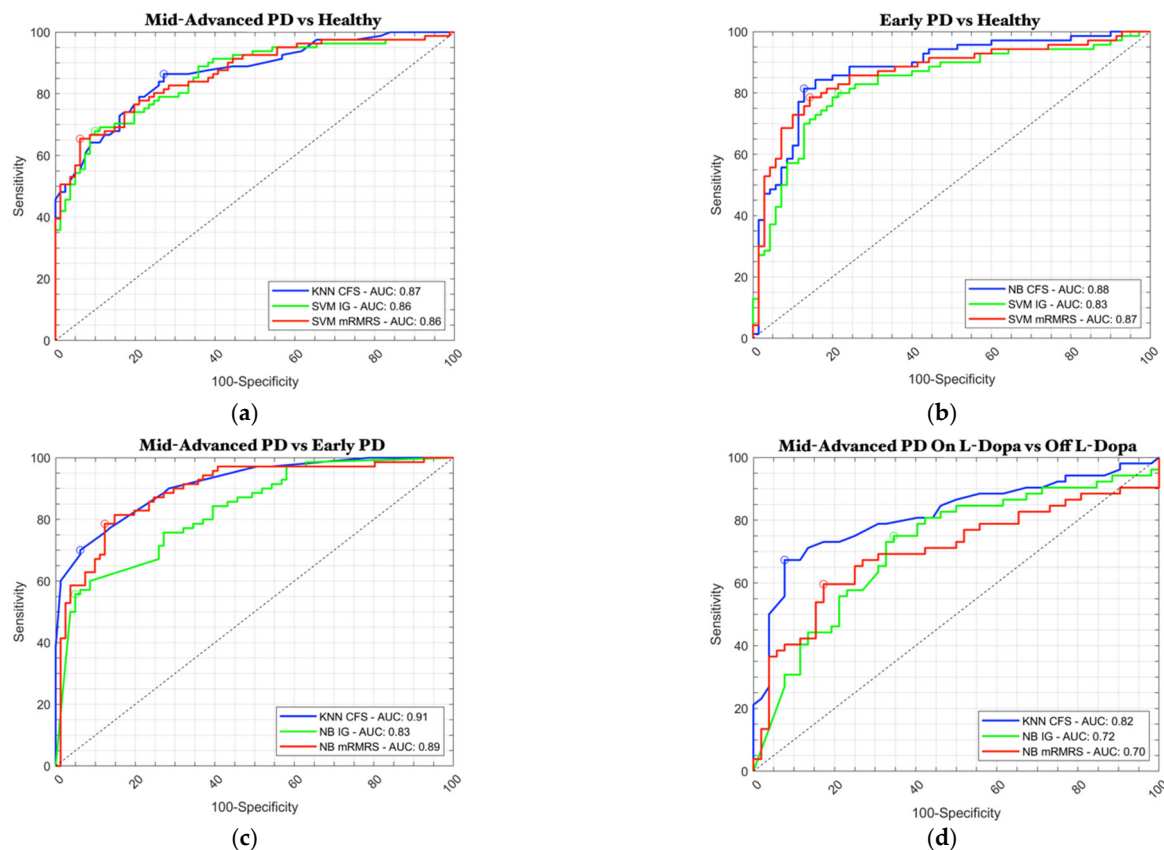 Mid-Advanced PD vs Healthy
100
80
60
40
20
0
Sensitivity
KNN CFS - AUC: 0.87
SVM IG - AUC: 0.86
SVM mRMRS - AUC: 0.86
0 20 40 60 80 100
100-Specificity
(a)
Early PD vs Healthy
100
80
60
40
20
0
Sensitivity
NB CFS - AUC: 0.88
SVM IG - AUC: 0.83
SVM mRMRS - AUC: 0.87
0 20 40 60 80 100
100-Specificity
(b)
Mid-Advanced PD vs Early PD
100
80
60
40
20
0
Sensitivity
KNN CFS - AUC: 0.91
NB IG - AUC: 0.83
NB mRMRS - AUC: 0.89
0 20 40 60 80 100
100-Specificity
(c)
Mid-Advanced PD On L-Dopa vs Off L-Dopa
100
80
60
40
20
0
Sensitivity
KNN CFS - AUC: 0.82
NB IG - AUC: 0.72
NB mRMRS - AUC: 0.70
0 20 40 60 80 100
100-Specificity
(d)